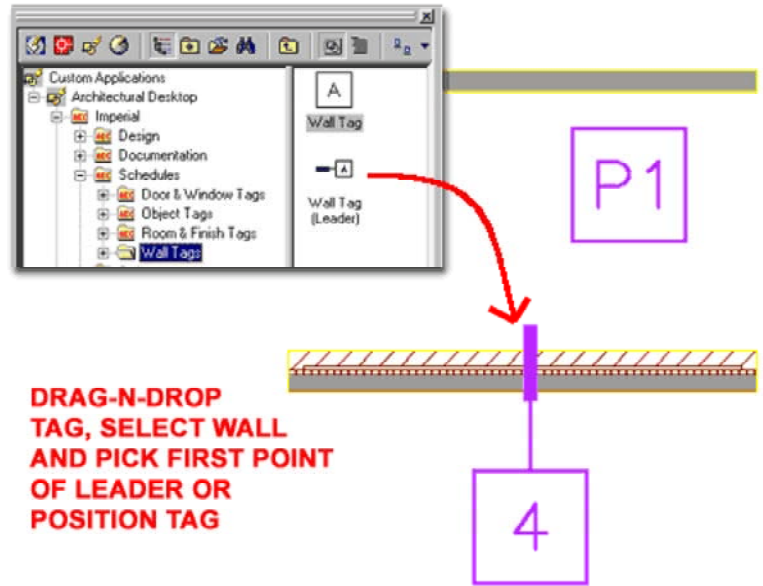 Custom Applications
Architectural Desktop
Imperial
Design
Documentation
Schedules
Door & Window Tags
Object Tags
Room & Finish Tags
Wall Tags
A
Wall Tag
A
Wall Tag
(Leader)
P1
DRAG-N-DROP
TAG, SELECT WALL
AND PICK FIRST POINT
OF LEADER OR
POSITION TAG
4